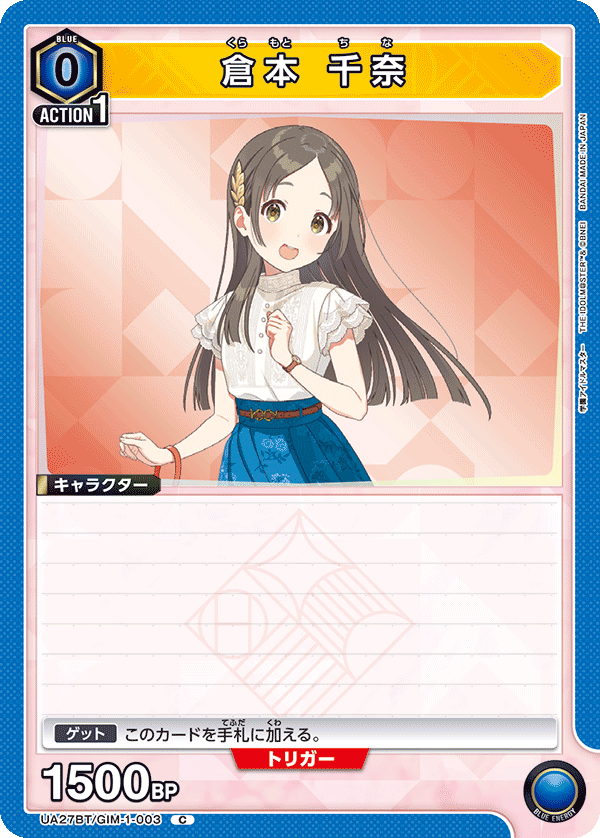 BLUE
0
ACTION 1
くら もと ち な
倉本 千奈
学園アイドルマスター THE IDOLM@STER™& ©BNEI BANDAI MADE IN JAPAN
キャラクター
てふだ くわ
ゲット このカードを手札に加える。
トリガー
1500BP
BLUE ENERGY
UA27BT/GIM-1-003 C